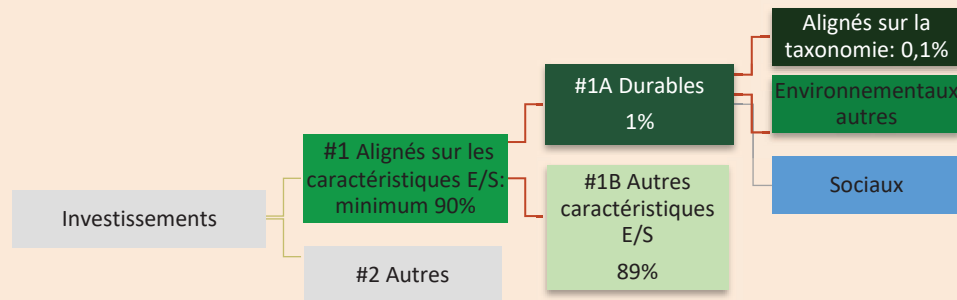 Investissements
#1 Alignés sur les
caractéristiques E/S:
minimum 90%
#2 Autres
#1A Durables
1%
#1B Autres
caractéristiques
E/S
89%
Alignés sur la
taxonomie: 0,1%
Environnementaux
autres
Sociaux